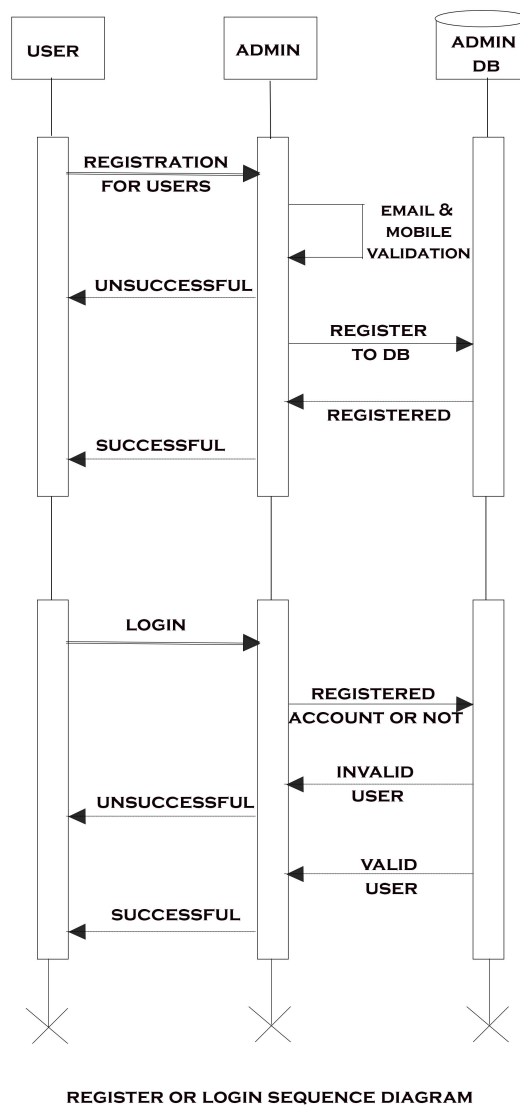 USER
ADMIN
ADMIN
DB
REGISTRATION
FOR USERS
EMAIL &
MOBILE
VALIDATION
UNSUCCESSFUL
REGISTER
TO DB
REGISTERED
SUCCESSFUL
LOGIN
REGISTERED
ACCOUNT OR NOT
INVALID
USER
UNSUCCESSFUL
VALID
USER
SUCCESSFUL
REGISTER OR LOGIN SEQUENCE DIAGRAM